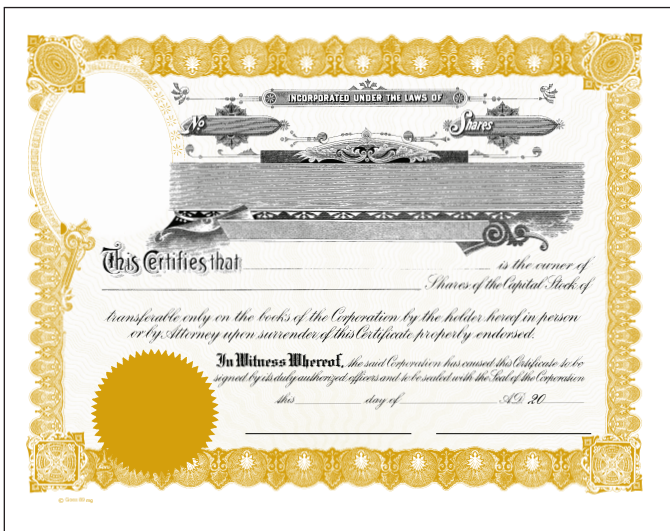 INCORPORATED UNDER THE LAWS OF
No
Shares
This Certifies that
is the owner of
Shares of the Capital Stock of
transferable only on the books of the Corporation by the holder hereof in person
or by Attorney upon surrender of this Certificate properly endorsed.
In Witness Whereof, the said Corporation has caused this Certificate to be
signed by its duly authorized officers and to be sealed with the Seal of the Corporation
this day of A.D. 20
©